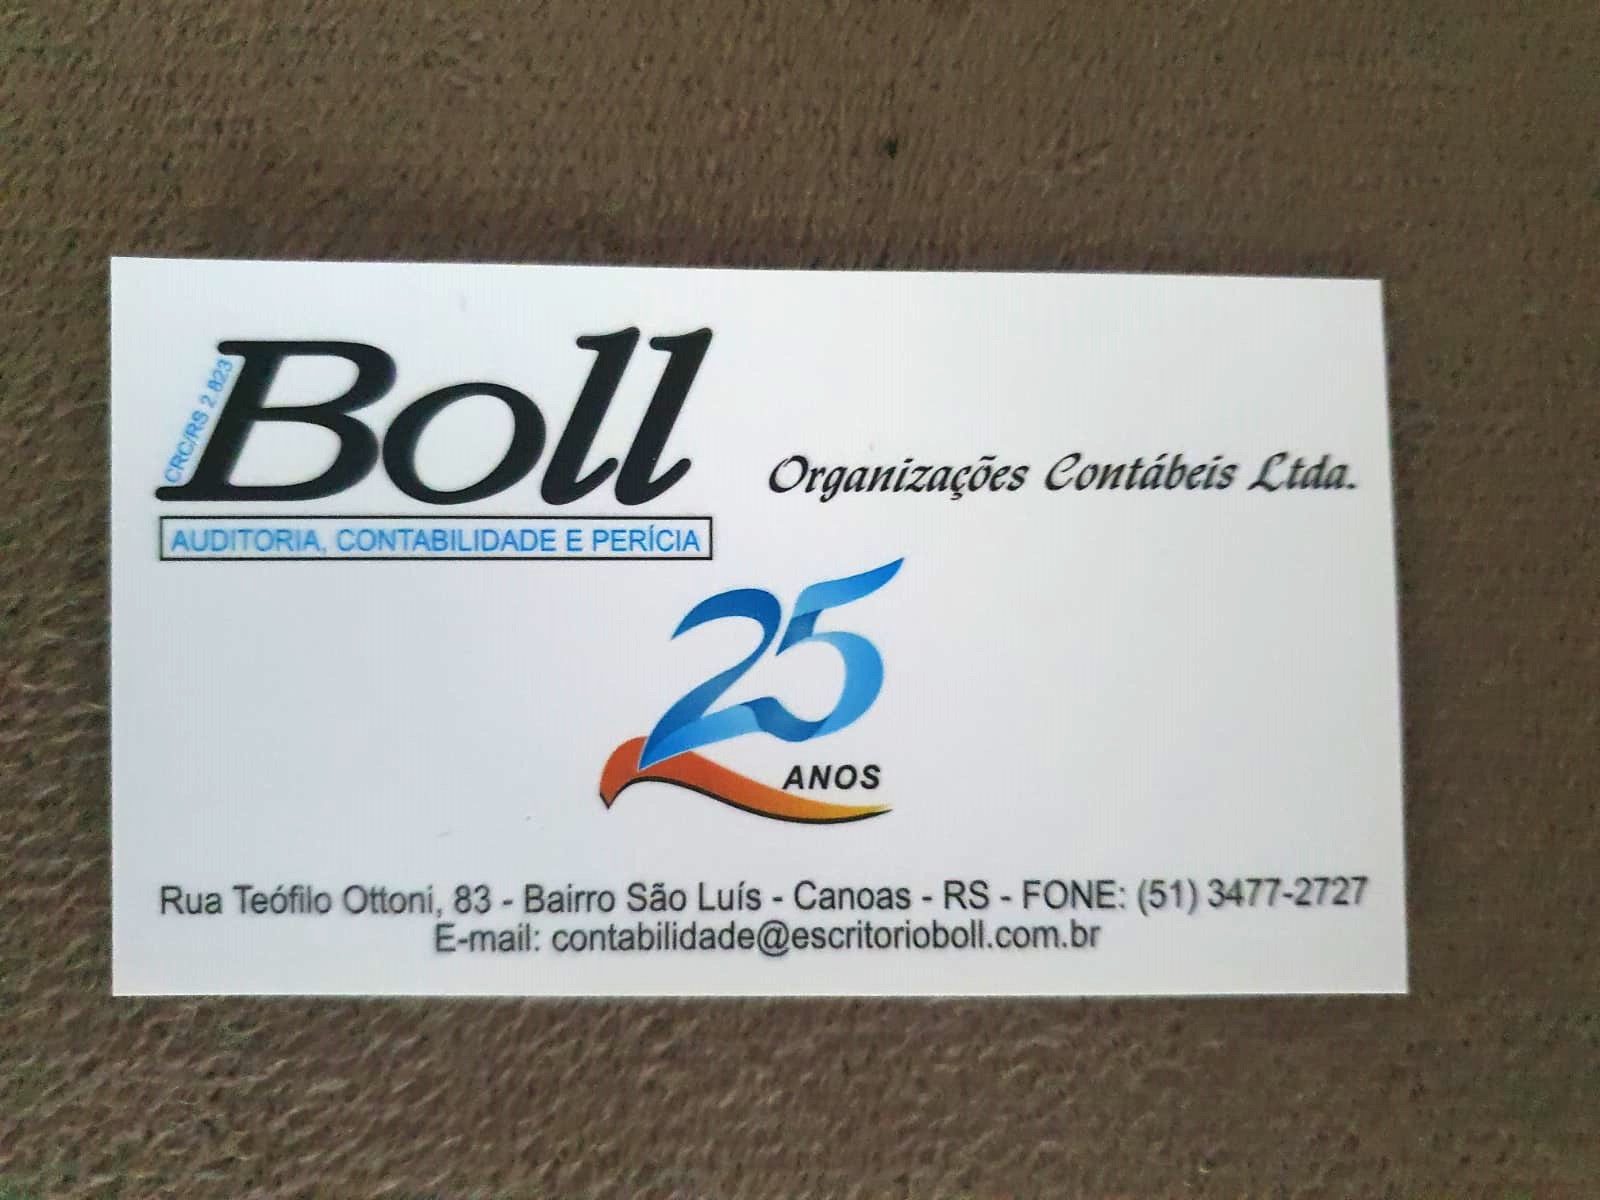 CRC/RS 2.823
Boll
Organizações Contábeis Ltda.
AUDITORIA, CONTABILIDADE E PERÍCIA
25
ANOS
Rua Teófilo Ottoni, 83 - Bairro São Luís - Canoas - RS - FONE: (51) 3477-2727
E-mail: contabilidade@escritorioboll.com.br